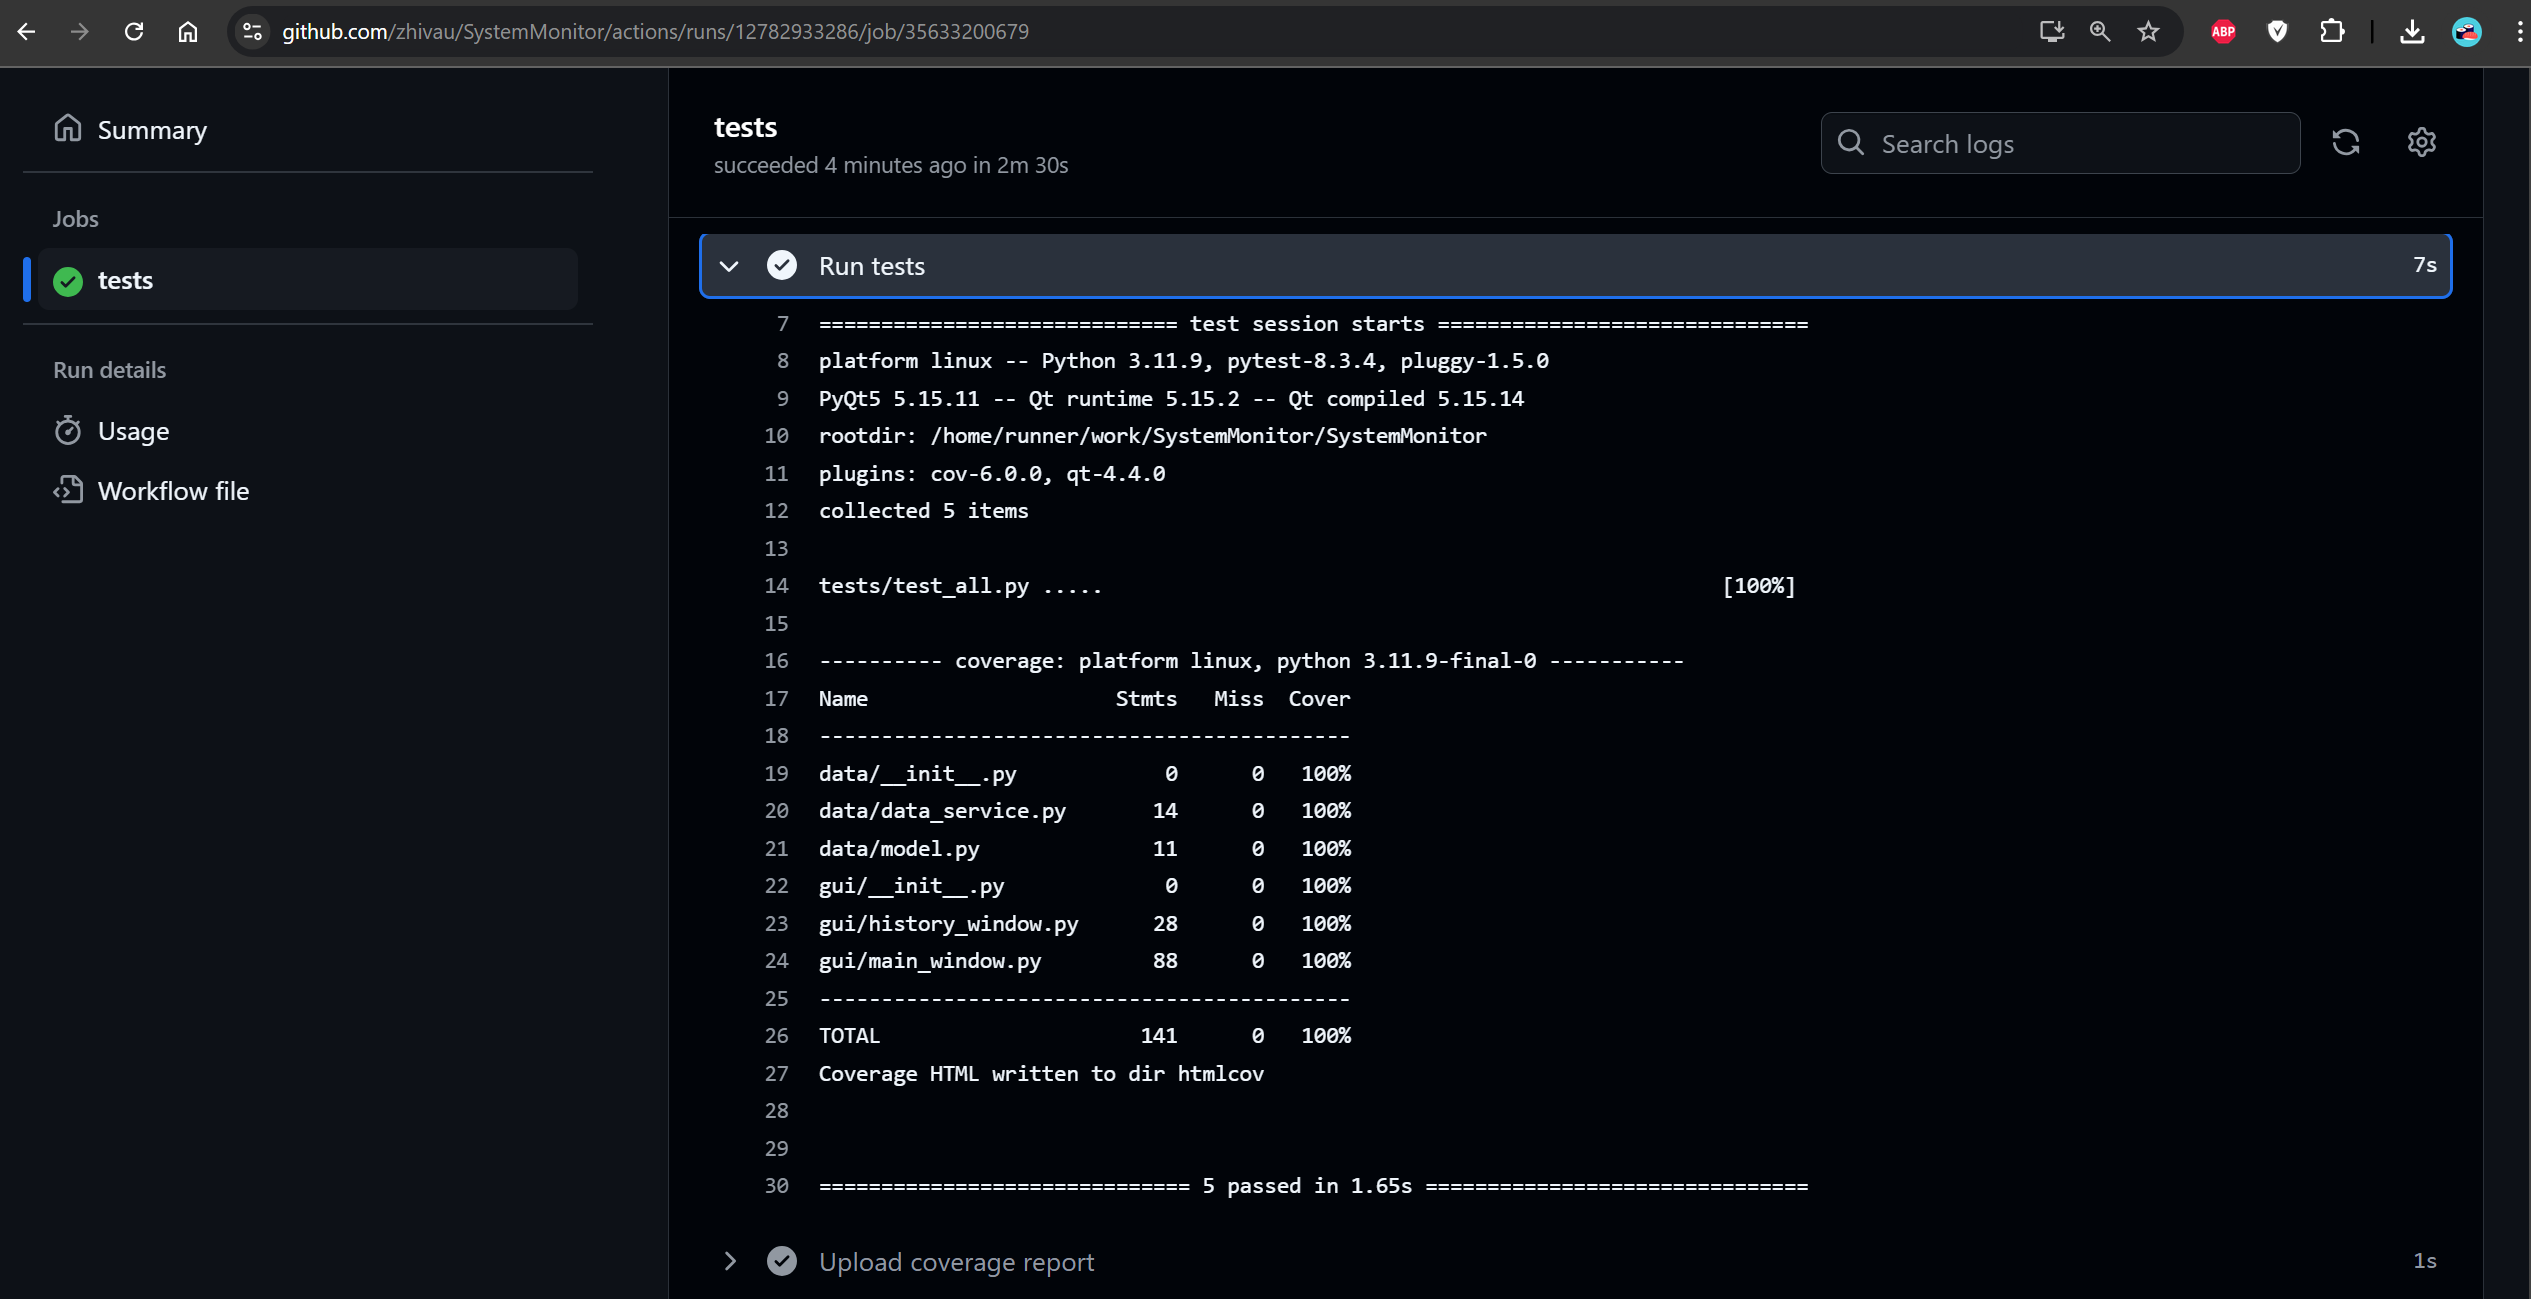 github.com/zhivau/SystemMonitor/actions/runs/12782933286/job/35633200679
ABP
Summary
Jobs
tests
Run details
Usage
Workflow file
tests
succeeded 4 minutes ago in 2m 30s
Search logs
Run tests 7s
7 ============================= test session starts ==============================
8 platform linux -- Python 3.11.9, pytest-8.3.4, pluggy-1.5.0
9 PyQt5 5.15.11 -- Qt runtime 5.15.2 -- Qt compiled 5.15.14
10 rootdir: /home/runner/work/SystemMonitor/SystemMonitor
11 plugins: cov-6.0.0, qt-4.4.0
12 collected 5 items
13
14 tests/test_all.py ..... [100%]
15
16 ---------- coverage: platform linux, python 3.11.9-final-0 -----------
17 Name Stmts Miss Cover
18 -------------------------------------------
19 data/__init__.py 0 0 100%
20 data/data_service.py 14 0 100%
21 data/model.py 11 0 100%
22 gui/__init__.py 0 0 100%
23 gui/history_window.py 28 0 100%
24 gui/main_window.py 88 0 100%
25 -------------------------------------------
26 TOTAL 141 0 100%
27 Coverage HTML written to dir htmlcov
28
29
30 ============================== 5 passed in 1.65s ===============================
Upload coverage report 1s